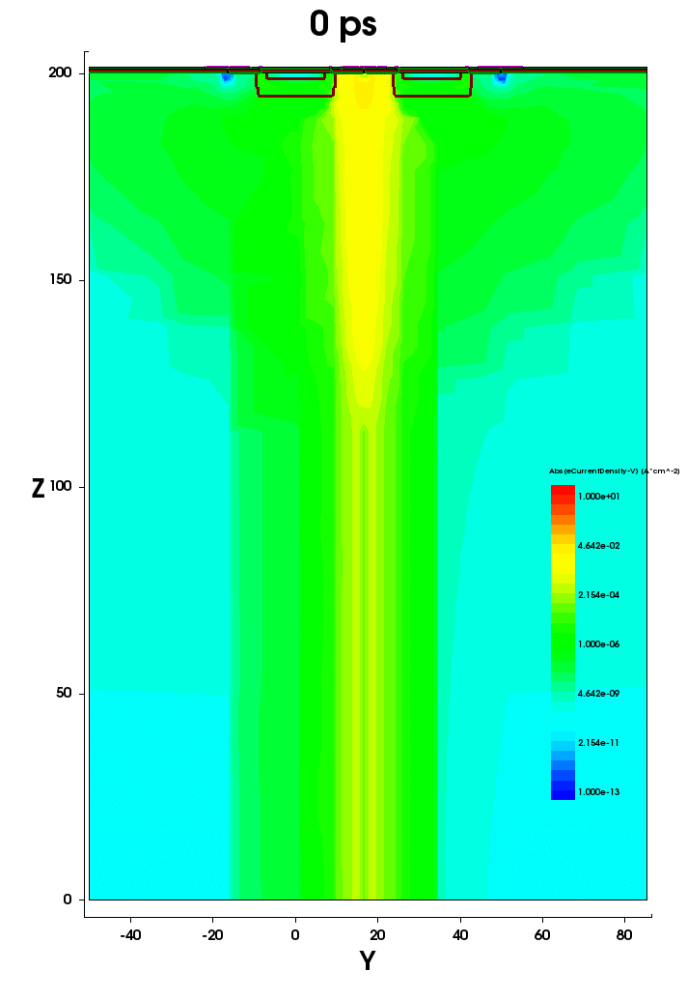 0 ps
200
150
Abs(eCurrentDensity-V) (A*cm^-2)
Z 100
1.000e+01
4.642e-02
2.154e-04
1.000e-06
50
4.642e-09
2.154e-11
1.000e-13
0
-40 -20 0 20 40 60 80
Y